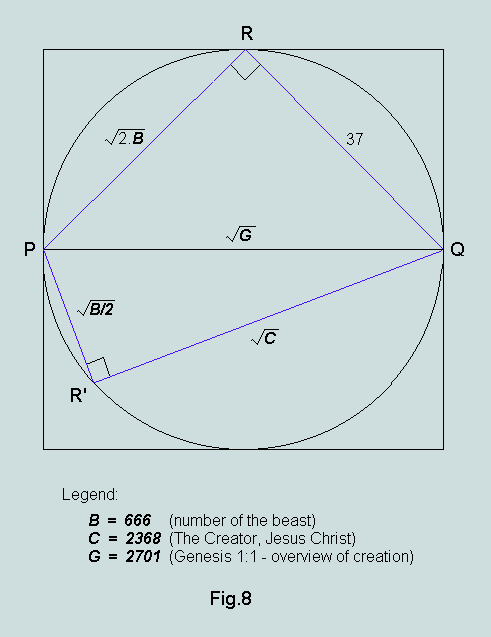 R
√2.B
37
√G
P
Q
√B/2
√C
R'
Legend:
B = 666 (number of the beast)
C = 2368 (The Creator, Jesus Christ)
G = 2701 (Genesis 1:1 - overview of creation)
Fig.8